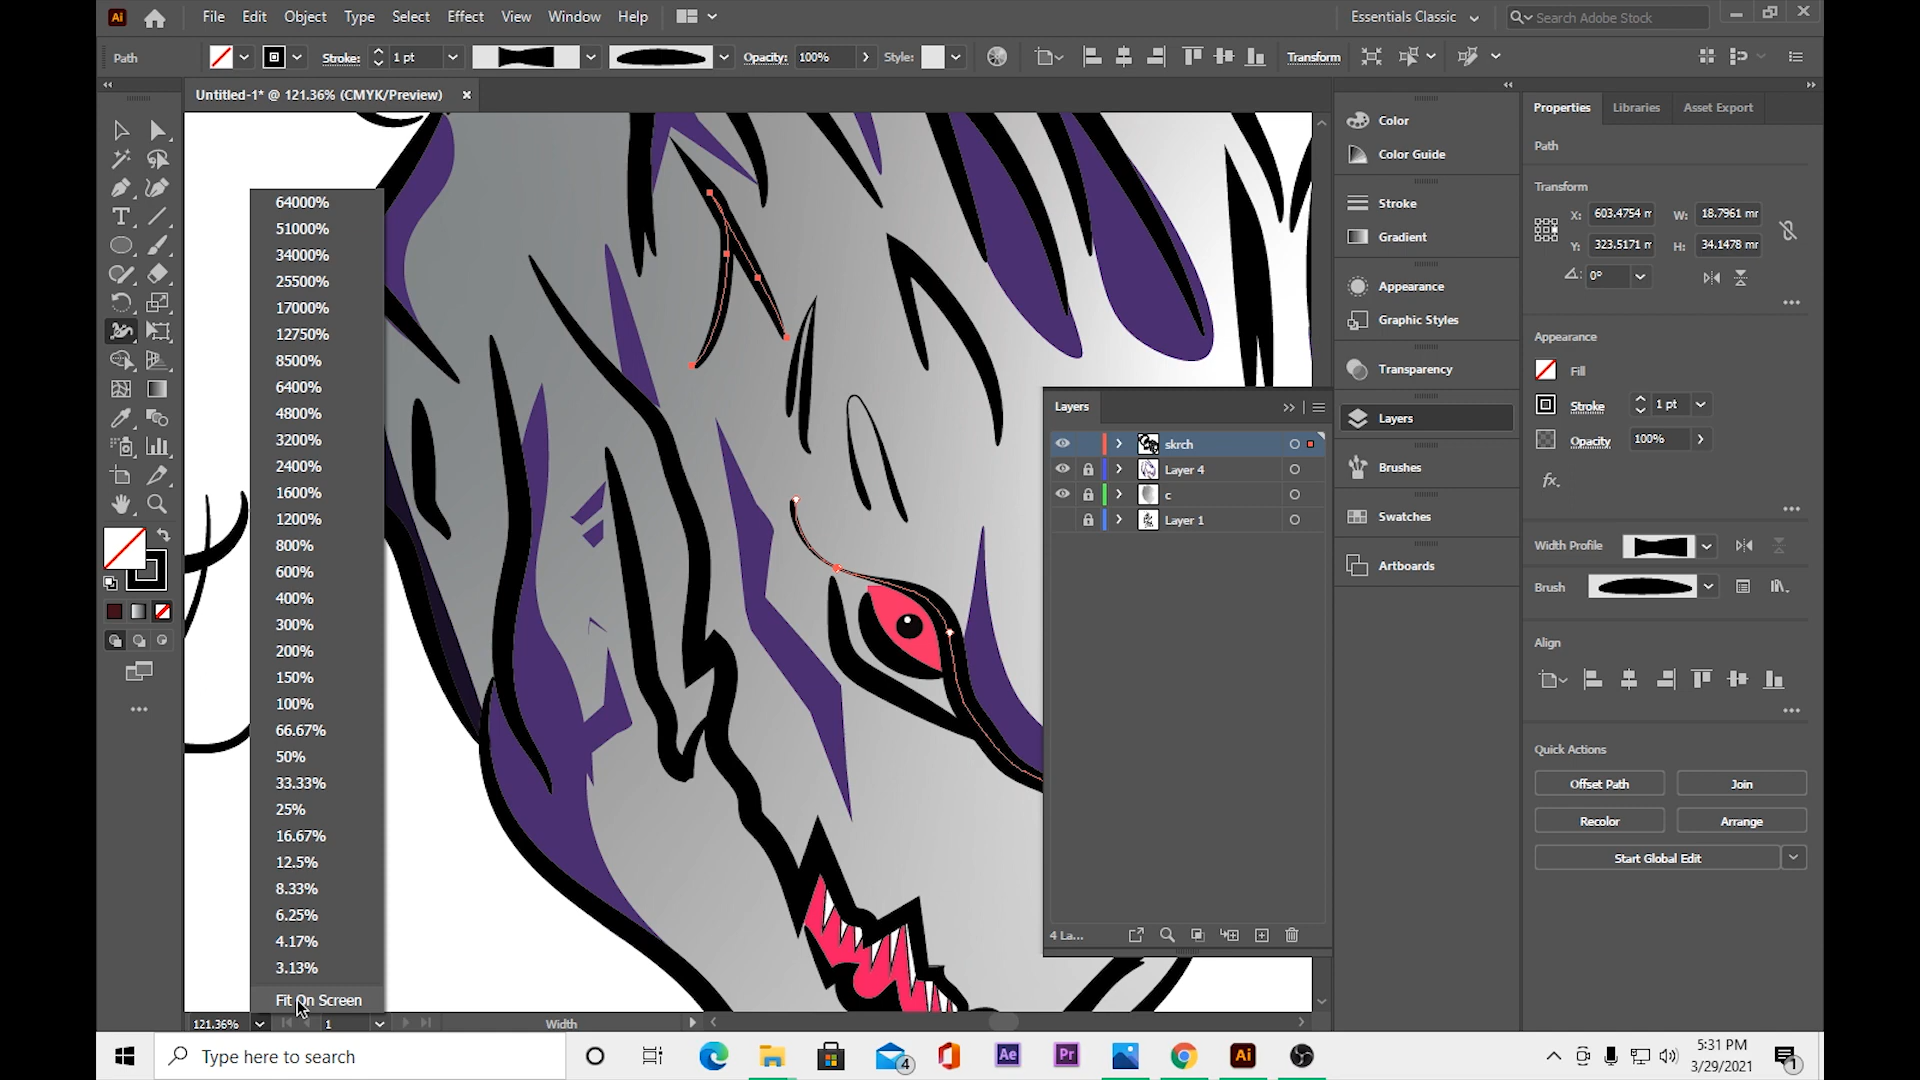 Ai File Edit Object Type Select Effect View Window Help Essentials Classic Search Adobe Stock
Path Stroke: 1 pt Opacity: 100% Style: Transform
Untitled-1* @ 121.36% (CMYK/Preview) ×
64000%
51000%
34000%
25500%
17000%
12750%
8500%
6400%
4800%
3200%
2400%
1600%
1200%
800%
600%
400%
300%
200%
150%
100%
66.67%
50%
33.33%
25%
16.67%
12.5%
8.33%
6.25%
4.17%
3.13%
Fit On Screen
121.36% 1 Width
Layers
skrch
Layer 4
c
Layer 1
4 La...
Color
Color Guide
Stroke
Gradient
Appearance
Graphic Styles
Transparency
Layers
Brushes
Swatches
Artboards
Properties Libraries Asset Export
Path
Transform
X: 603.4754 m W: 18.7961 mr
Y: 323.5171 m H: 34.1478 mr
0°
Appearance
Fill
Stroke 1 pt
Opacity 100%
fx.
Width Profile
Brush
Align
Quick Actions
Offset Path Join
Recolor Arrange
Start Global Edit
Type here to search 4 Ae Pr Ai 5:31 PM
3/29/2021 1